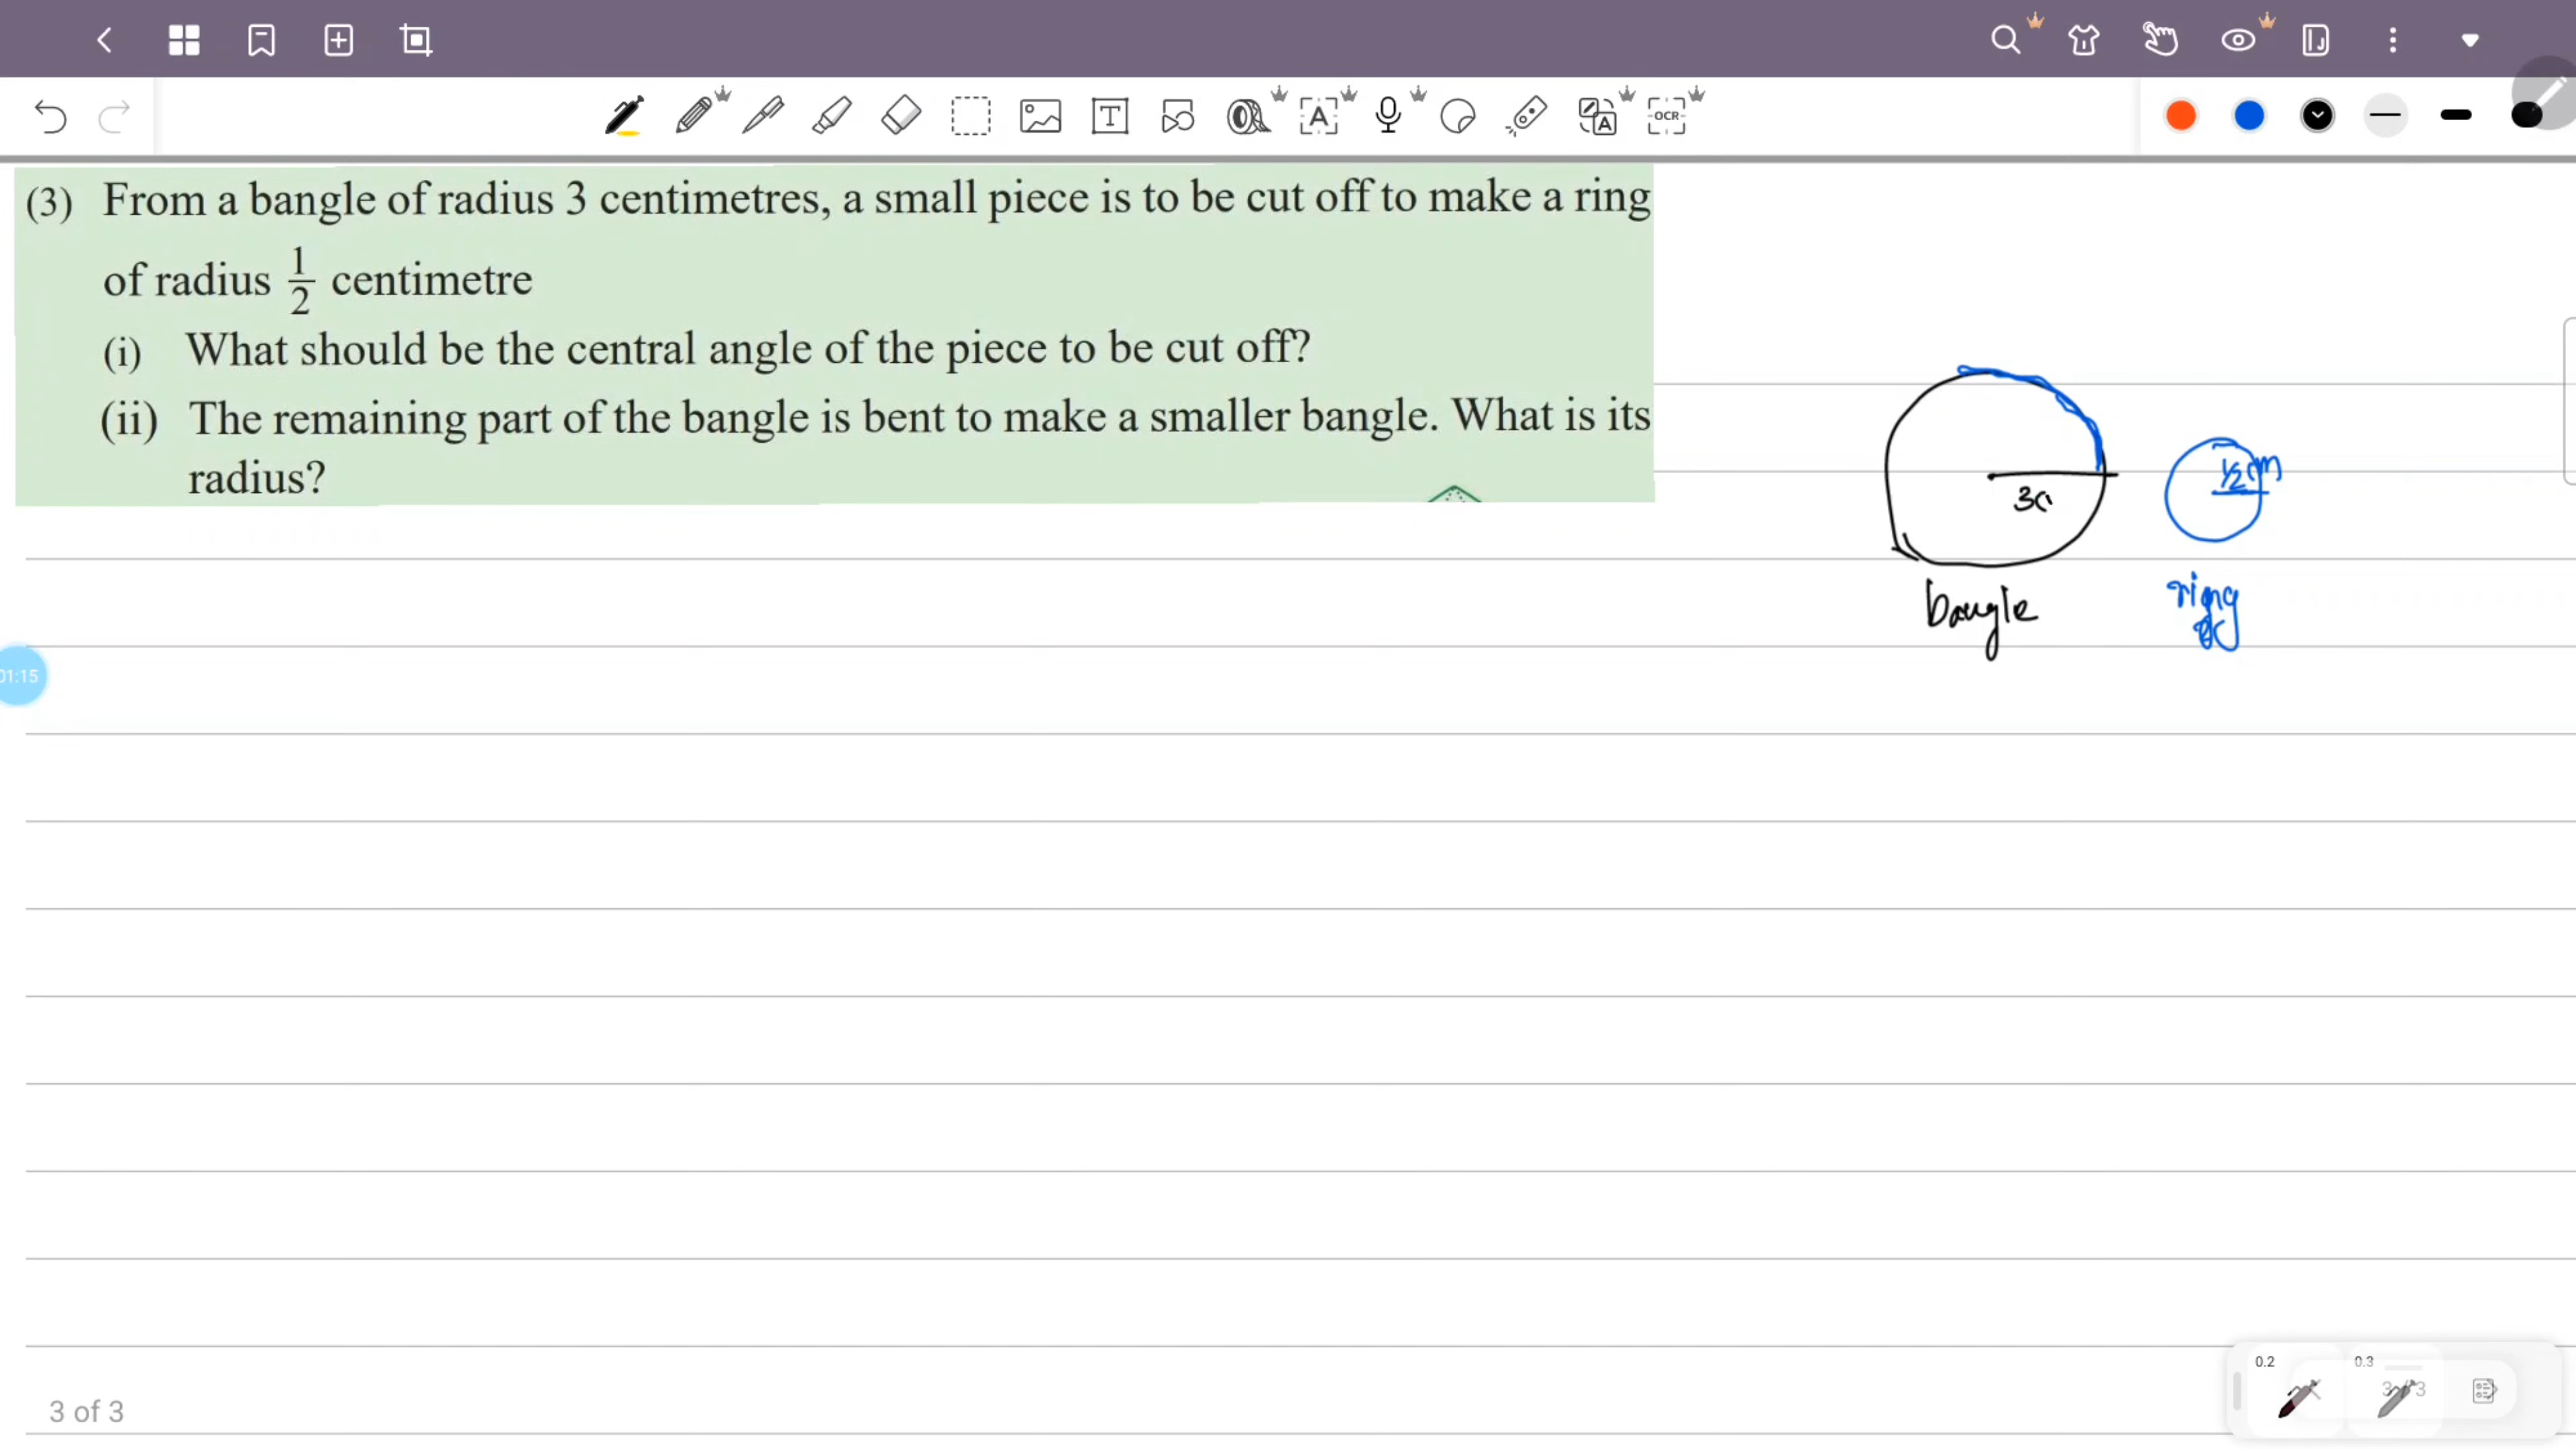 OCR
(3) From a bangle of radius 3 centimetres, a small piece is to be cut off to make a ring
of radius 1/2 centimetre
(i) What should be the central angle of the piece to be cut off?
(ii) The remaining part of the bangle is bent to make a smaller bangle. What is its
radius?
1/2 cm
3c
bangle
ring
01:15
0.2
0.3
3 of 3